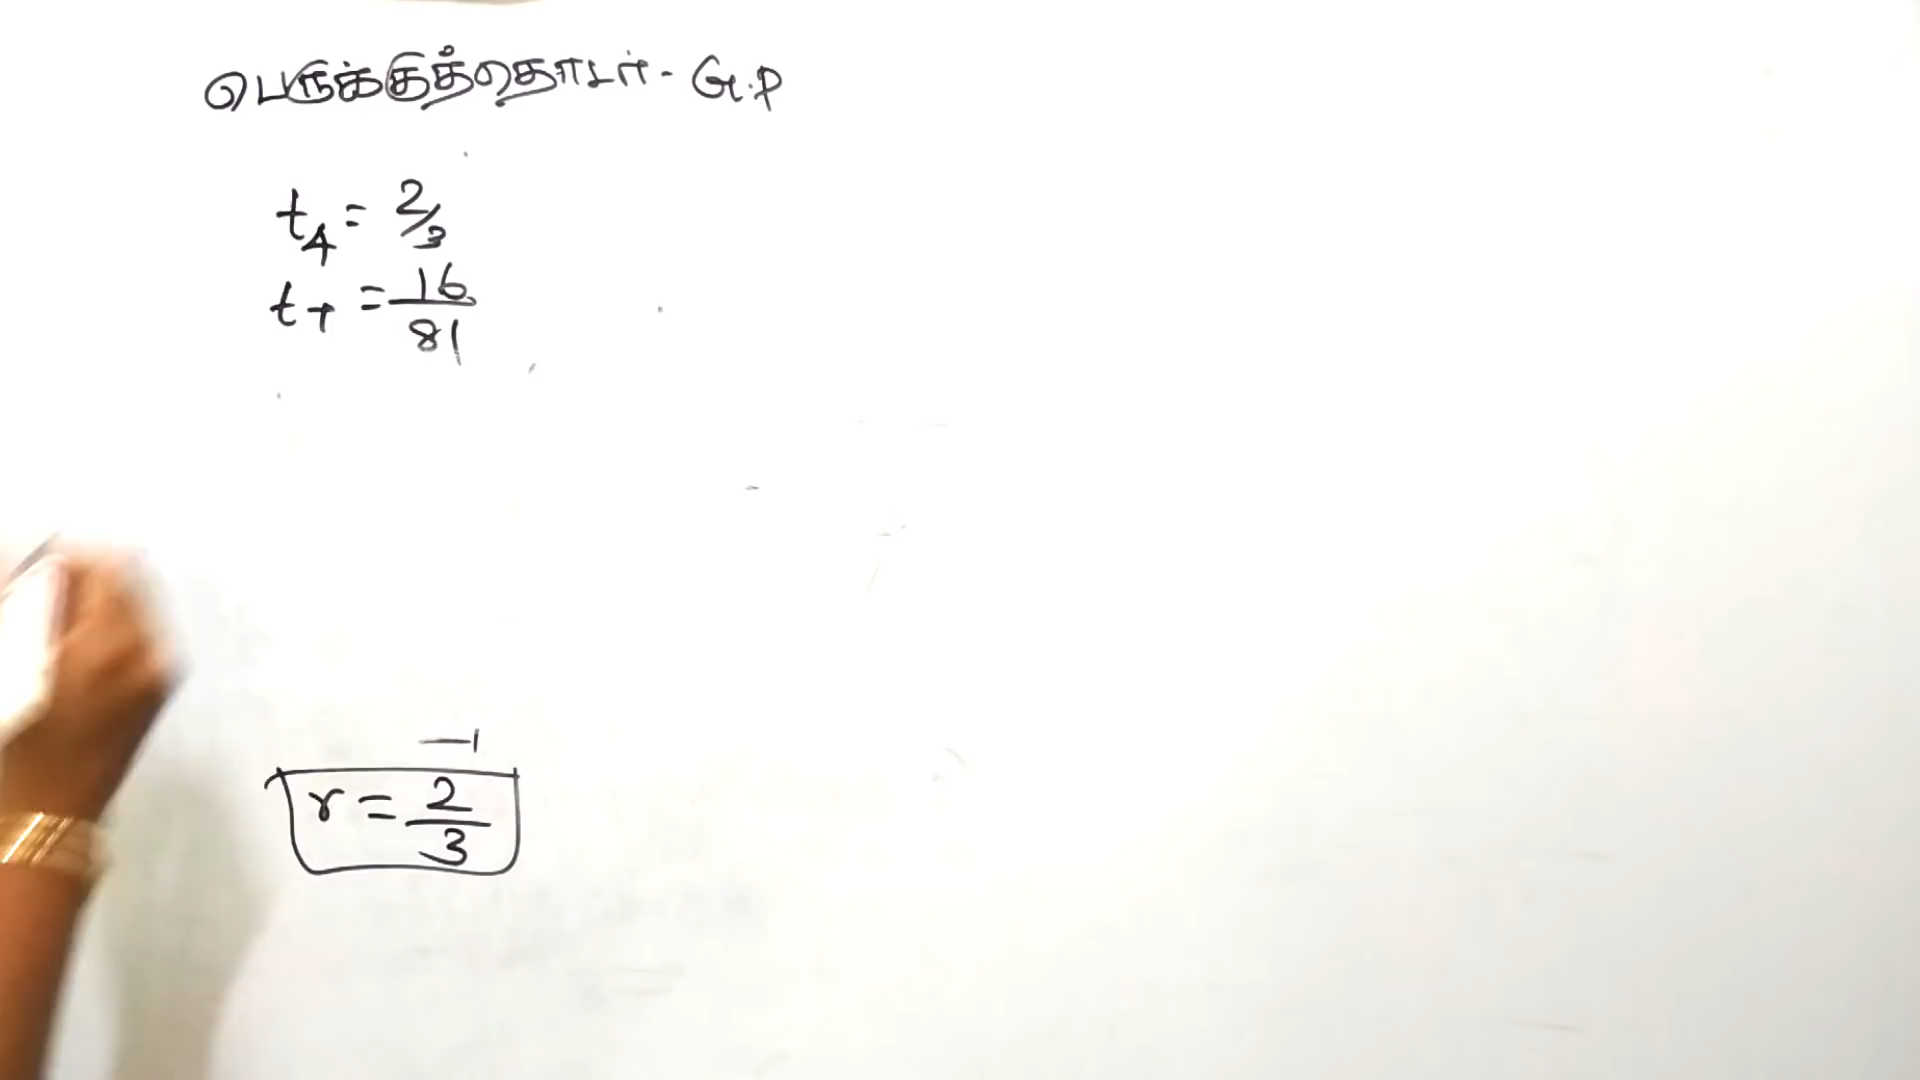 பெருக்குத்தொடர் - G.P
t4 = 2/3
t7 = 16/81
r = 2/3